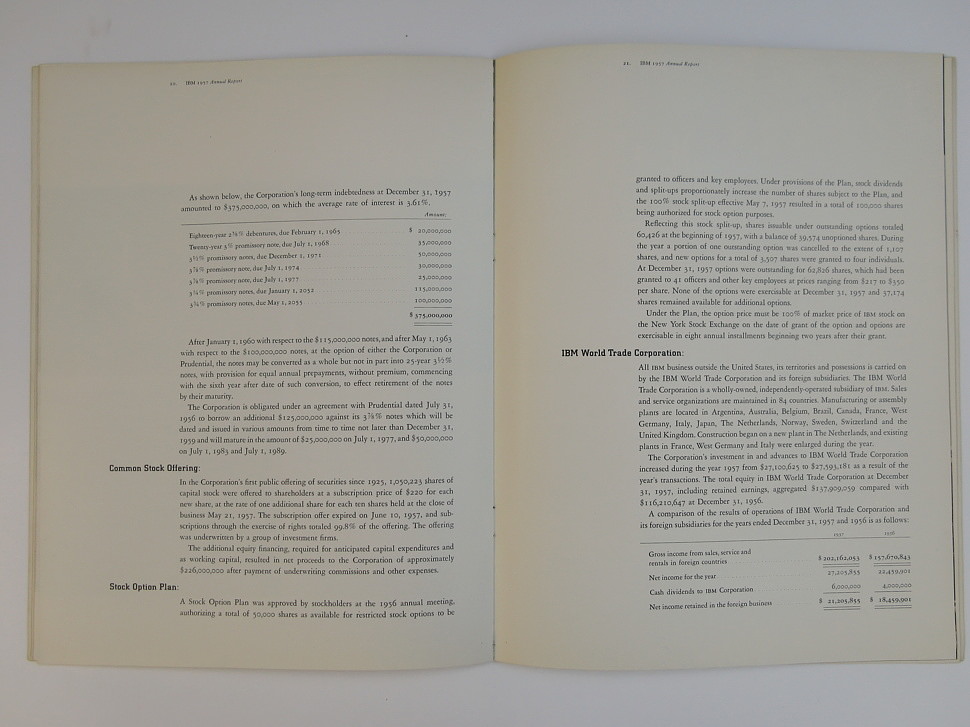 20. IBM 1957 Annual Report
As shown below, the Corporation's long-term indebtedness at December 31, 1957
amounted to $375,000,000, on which the average rate of interest is 3.61%.
Amount
Eighteen-year 2⅞% debentures, due February 1, 1965 $ 20,000,000
Twenty-year 3% promissory note, due July 1, 1968 35,000,000
3½% promissory notes, due December 1, 1971 50,000,000
promissory note, due July 1, 1974 30,000,000
promissory note, due July 1, 1977 25,000,000
promissory notes, due January 1, 2052 115,000,000
promissory notes, due May 1, 2055 100,000,000
$ 375,000,000
After January 1, 1960 with respect to the $115,000,000 notes, and after May 1, 1963
with respect to the $100,000,000 notes, at the option of either the Corporation or
Prudential, the notes may be converted as a whole but not in part into 25-year 3½%
notes, with provision for equal annual prepayments, without premium, commencing
with the sixth year after date of such conversion, to effect retirement of the notes
by their maturity.
The Corporation is obligated under an agreement with Prudential dated July 31,
1956 to borrow an additional $125,000,000 against its notes which will be
dated and issued in various amounts from time to time not later than December 31,
1959 and will mature in the amount of $25,000,000 on July 1, 1977, and $50,000,000
on July 1, 1983 and July 1, 1989.
Common Stock Offering:
In the Corporation's first public offering of securities since 1925, 1,050,223 shares of
capital stock were offered to shareholders at a subscription price of $220 for each
new share, at the rate of one additional share for each ten shares held at the close of
business May 21, 1957. The subscription offer expired on June 10, 1957, and sub-
scriptions through the exercise of rights totaled 99.8% of the offering. The offering
was underwritten by a group of investment firms.
The additional equity financing, required for anticipated capital expenditures and
as working capital, resulted in net proceeds to the Corporation of approximately
$226,000,000 after payment of underwriting commissions and other expenses.
Stock Option Plan:
A Stock Option Plan was approved by stockholders at the 1956 annual meeting,
authorizing a total of 50,000 shares as available for restricted stock options to be
21. IBM 1957 Annual Report
granted to officers and key employees. Under provisions of the Plan, stock dividends
and split-ups proportionately increase the number of shares subject to the Plan, and
the 100% stock split-up effective May 7, 1957 resulted in a total of 100,000 shares
being authorized for stock option purposes.
Reflecting this stock split-up, shares issuable under outstanding options totaled
60,426 at the beginning of 1957, with a balance of 39,574 unoptioned shares. During
the year a portion of one outstanding option was cancelled to the extent of 1,107
shares, and new options for a total of 3,507 shares were granted to four individuals.
At December 31, 1957 options were outstanding for 62,826 shares, which had been
granted to 41 officers and other key employees at prices ranging from $217 to $350
per share. None of the options were exercisable at December 31, 1957 and 37,174
shares remained available for additional options.
Under the Plan, the option price must be 100% of market price of IBM stock on
the New York Stock Exchange on the date of grant of the option and options are
exercisable in eight annual installments beginning two years after their grant.
IBM World Trade Corporation:
All IBM business outside the United States, its territories and possessions is carried on
by the IBM World Trade Corporation and its foreign subsidiaries. The IBM World
Trade Corporation is a wholly-owned, independently-operated subsidiary of IBM. Sales
and service organizations are maintained in 84 countries. Manufacturing or assembly
plants are located in Argentina, Australia, Belgium, Brazil, Canada, France, West
Germany, Italy, Japan, The Netherlands, Norway, Sweden, Switzerland and the
United Kingdom. Construction began on a new plant in The Netherlands, and existing
plants in France, West Germany and Italy were enlarged during the year.
The Corporation's investment in and advances to IBM World Trade Corporation
increased during the year 1957 from $27,100,625 to $27,593,181 as a result of the
year's transactions. The total equity in IBM World Trade Corporation at December
31, 1957, including retained earnings, aggregated $137,909,059 compared with
$116,210,647 at December 31, 1956.
A comparison of the results of operations of IBM World Trade Corporation and
its foreign subsidiaries for the years ended December 31, 1957 and 1956 is as follows:
1957 1956
Gross income from sales, service and
rentals in foreign countries $ 202,162,053 $ 157,670,843
Net income for the year 27,205,855 22,459,901
Cash dividends to IBM Corporation 6,000,000 4,000,000
Net income retained in the foreign business $ 21,205,855 $ 18,459,901